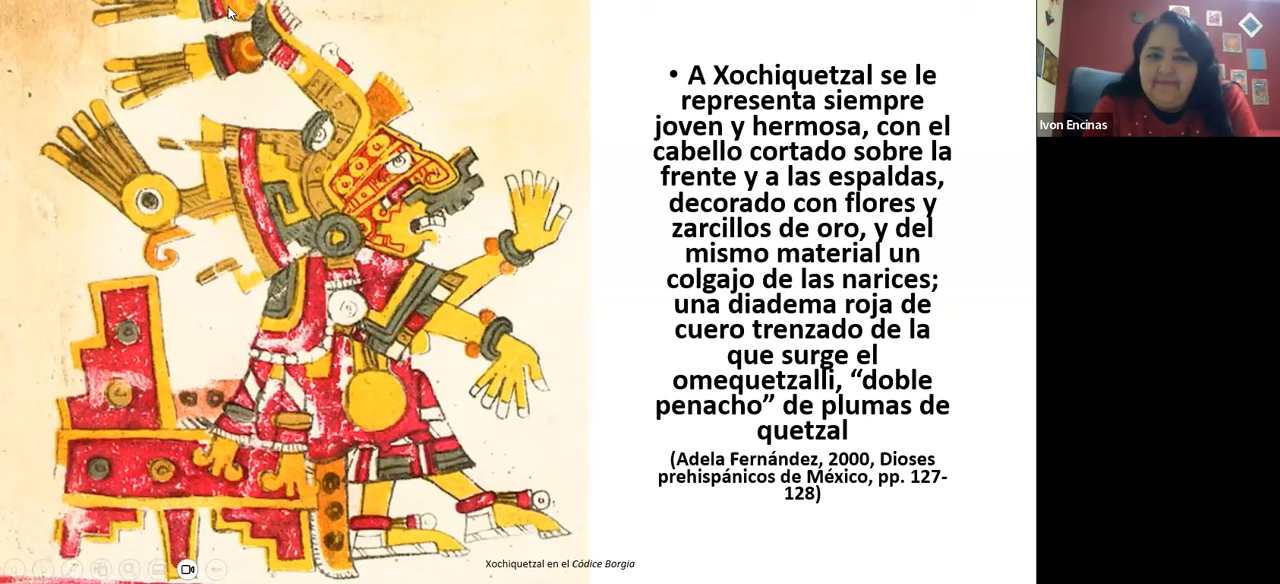 • A Xochiquetzal se le
representa siempre
joven y hermosa, con el
cabello cortado sobre la
frente y a las espaldas,
decorado con flores y
zarcillos de oro, y del
mismo material un
colgajo de las narices;
una diadema roja de
cuero trenzado de la
que surge el
omequetzalli, “doble
penacho” de plumas de
quetzal
(Adela Fernández, 2000, Dioses
prehispánicos de México, pp. 127-
128)
Xochiquetzal en el Códice Borgia
Ivon Encinas